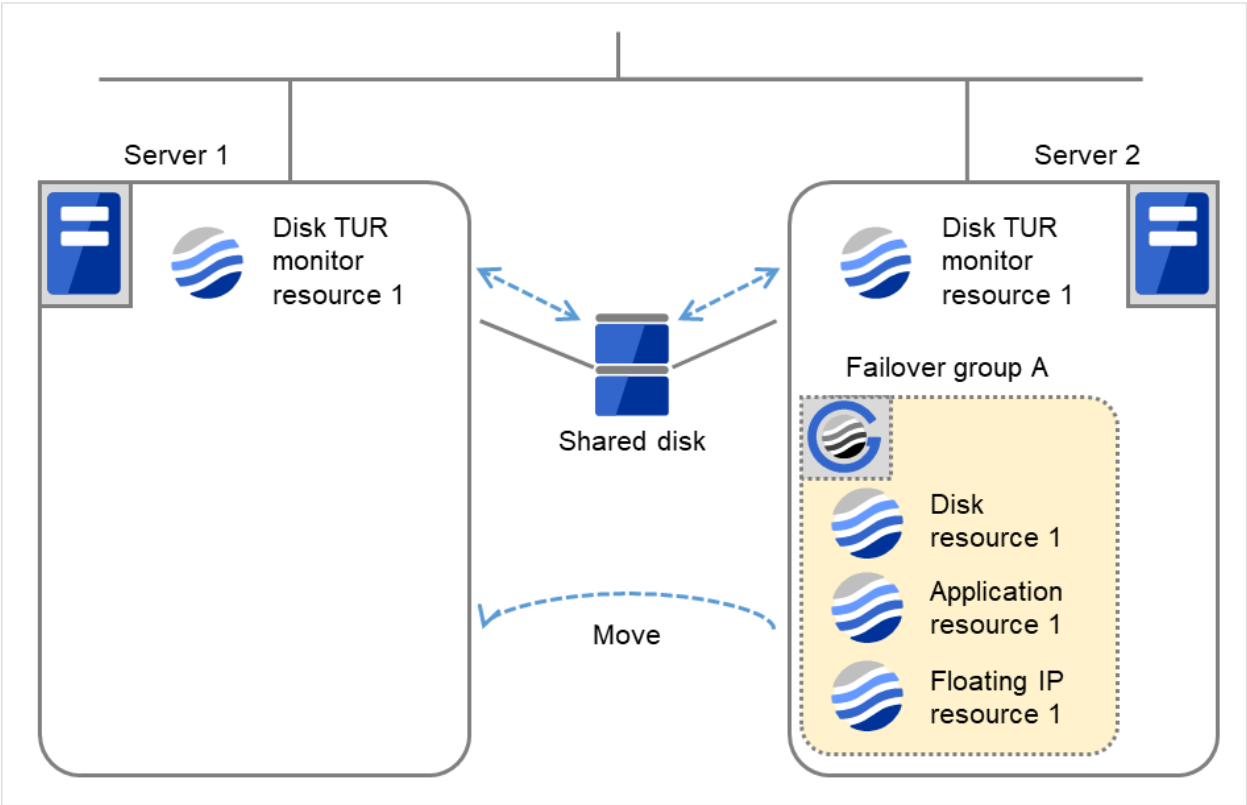 Server 1
Server 2
Disk TUR
monitor
resource 1
Disk TUR
monitor
resource 1
Failover group A
Shared disk
Disk
resource 1
Application
resource 1
Move
Floating IP
resource 1